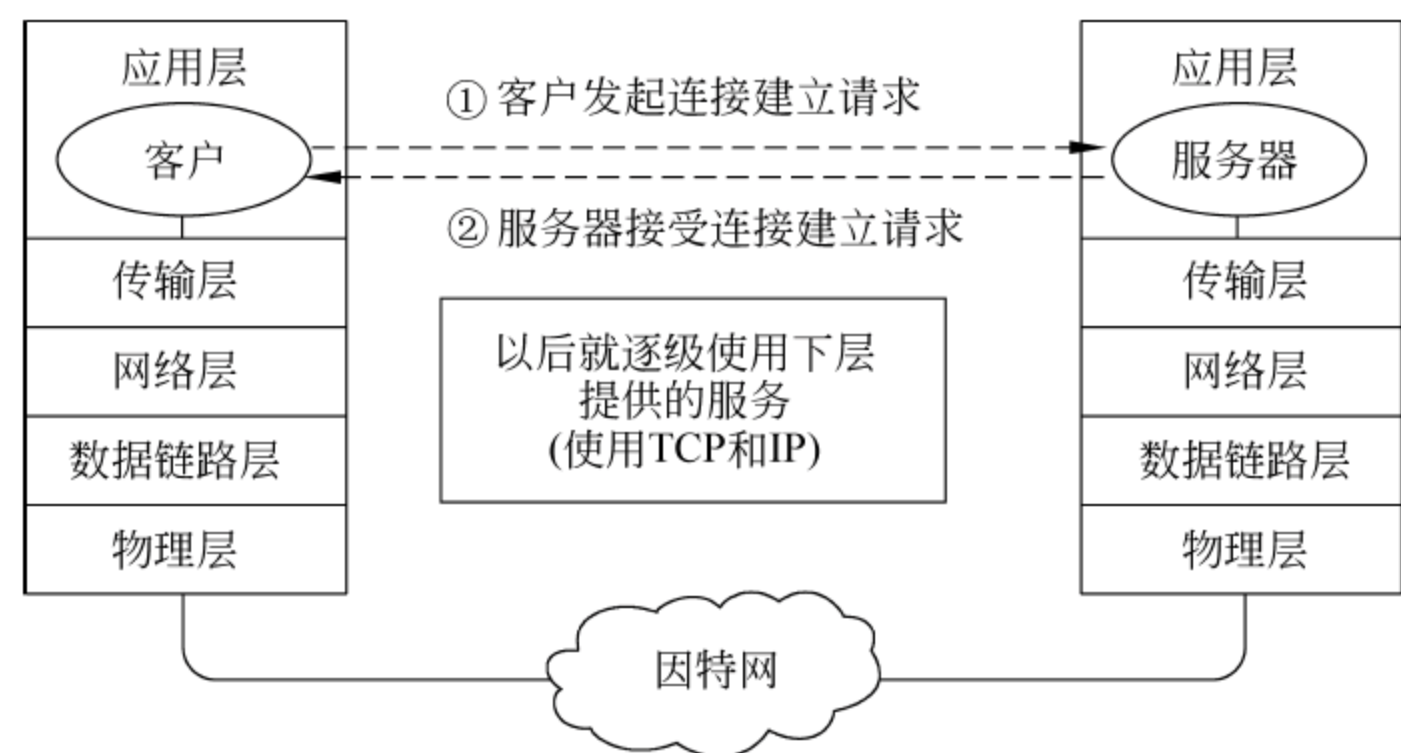 应用层
客户
传输层
网络层
数据链路层
物理层
① 客户发起连接建立请求
② 服务器接受连接建立请求
以后就逐级使用下层
提供的服务
(使用TCP和IP)
应用层
服务器
传输层
网络层
数据链路层
物理层
因特网